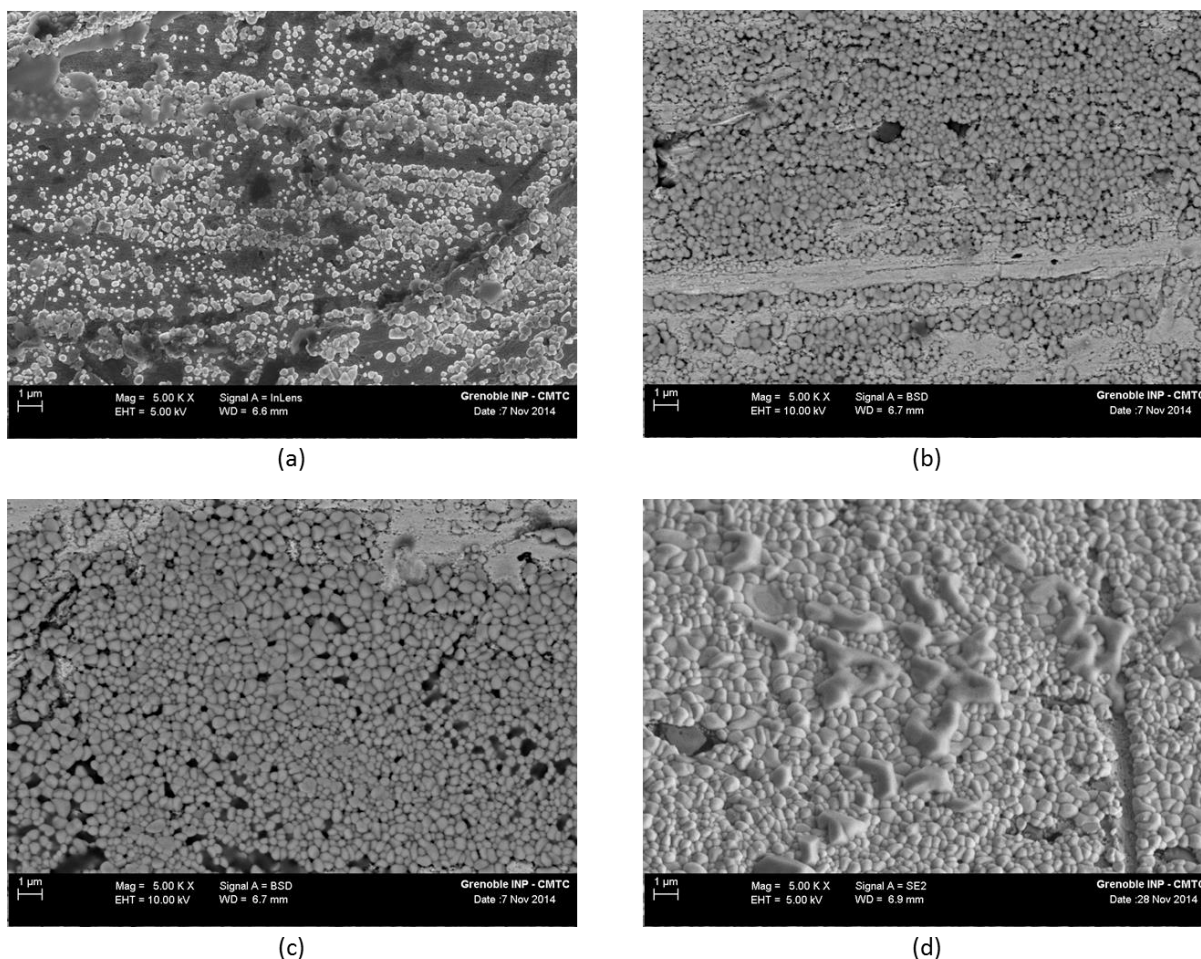 1 µm
Mag = 5.00 K X
Signal A = InLens
Grenoble INP - CMTC
EHT = 5.00 kV
WD = 6.6 mm
Date :7 Nov 2014
1 µm
Mag = 5.00 K X
Signal A = BSD
Grenoble INP - CMTC
EHT = 10.00 kV
WD = 6.7 mm
Date :7 Nov 2014
(a)
(b)
1 µm
Mag = 5.00 K X
Signal A = BSD
Grenoble INP - CMTC
EHT = 10.00 kV
WD = 6.7 mm
Date :7 Nov 2014
1 µm
Mag = 5.00 K X
Signal A = SE2
Grenoble INP - CMTC
EHT = 5.00 kV
WD = 6.9 mm
Date :28 Nov 2014
(c)
(d)